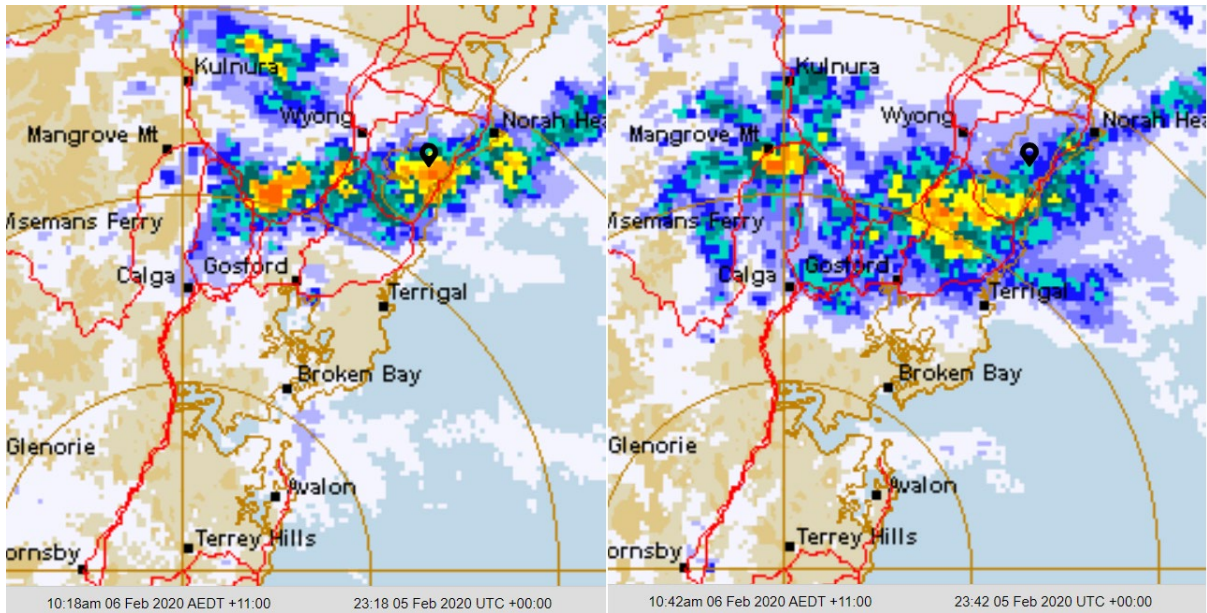 Kulnura
Wyong
Norah Hea
Mangrove Mt
isemans Ferry
Calga
Gosford
Terrigal
Broken Bay
Glenorie
Avalon
Terrey Hills
ornsby
10:18am 06 Feb 2020 AEDT +11:00 23:18 05 Feb 2020 UTC +00:00
Kulnura
Wyong
Norah Hea
Mangrove Mt
isemans Ferry
Calga
Gosford
Terrigal
Broken Bay
Glenorie
Avalon
Terrey Hills
ornsby
10:42am 06 Feb 2020 AEDT +11:00 23:42 05 Feb 2020 UTC +00:00